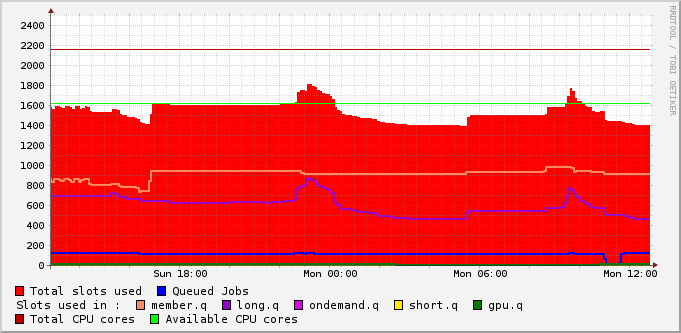 RRDTOOL / TOBI OETIKER
2400
2200
2000
1800
1600
1400
1200
1000
800
600
400
200
0
Sun 18:00 Mon 00:00 Mon 06:00 Mon 12:00
Total slots used Queued Jobs
Slots used in : member.q long.q ondemand.q short.q gpu.q
Total CPU cores Available CPU cores